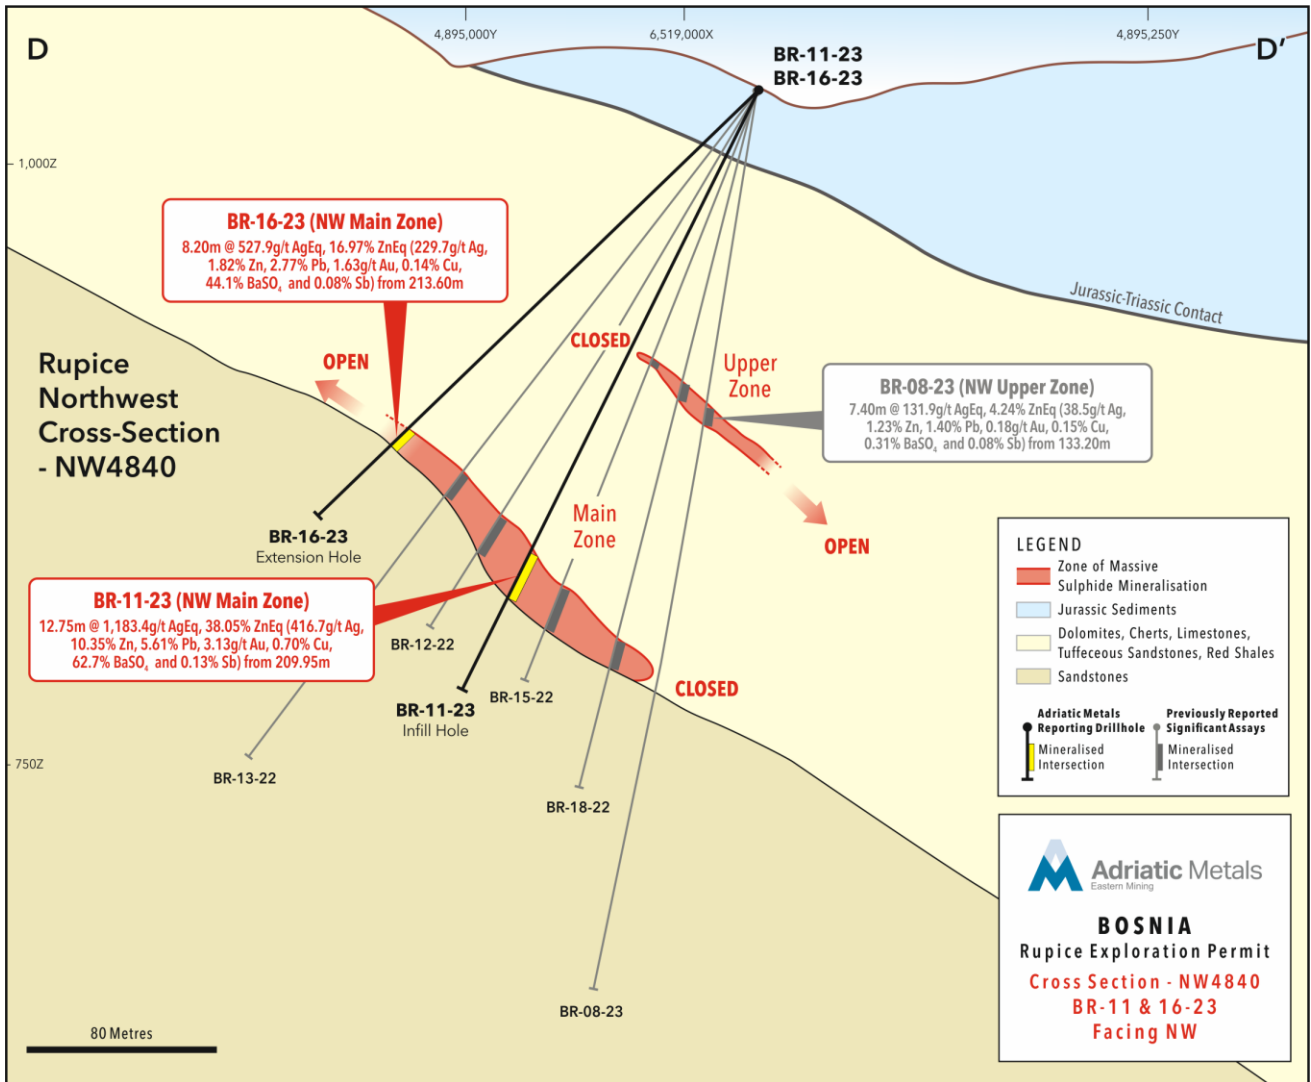 D
4,895,000Y
6,519,000X
4,895,250Y
D'
BR-11-23
BR-16-23
1,000Z
BR-16-23 (NW Main Zone)
8.20m @ 527.9g/t AgEq, 16.97% ZnEq (229.7g/t Ag,
1.82% Zn, 2.77% Pb, 1.63g/t Au, 0.14% Cu,
44.1% BaSO₄ and 0.08% Sb) from 213.60m
Jurassic-Triassic Contact
Rupice
Northwest
Cross-Section
- NW4840
OPEN
CLOSED
Upper
Zone
BR-08-23 (NW Upper Zone)
7.40m @ 131.9g/t AgEq, 4.24% ZnEq (38.5g/t Ag,
1.23% Zn, 1.40% Pb, 0.18g/t Au, 0.15% Cu,
0.31% BaSO₄ and 0.08% Sb) from 133.20m
Main
Zone
OPEN
BR-16-23
Extension Hole
BR-11-23 (NW Main Zone)
12.75m @ 1,183.4g/t AgEq, 38.05% ZnEq (416.7g/t Ag,
10.35% Zn, 5.61% Pb, 3.13g/t Au, 0.70% Cu,
62.7% BaSO₄ and 0.13% Sb) from 209.95m
BR-12-22
BR-15-22
CLOSED
BR-11-23
Infill Hole
750Z
BR-13-22
BR-18-22
BR-08-23
80 Metres
LEGEND
Zone of Massive
Sulphide Mineralisation
Jurassic Sediments
Dolomites, Cherts, Limestones,
Tuffeceous Sandstones, Red Shales
Sandstones
Adriatic Metals
Reporting Drillhole
Mineralised
Intersection
Previously Reported
Significant Assays
Mineralised
Intersection
Adriatic Metals
Eastern Mining
BOSNIA
Rupice Exploration Permit
Cross Section - NW4840
BR-11 & 16-23
Facing NW